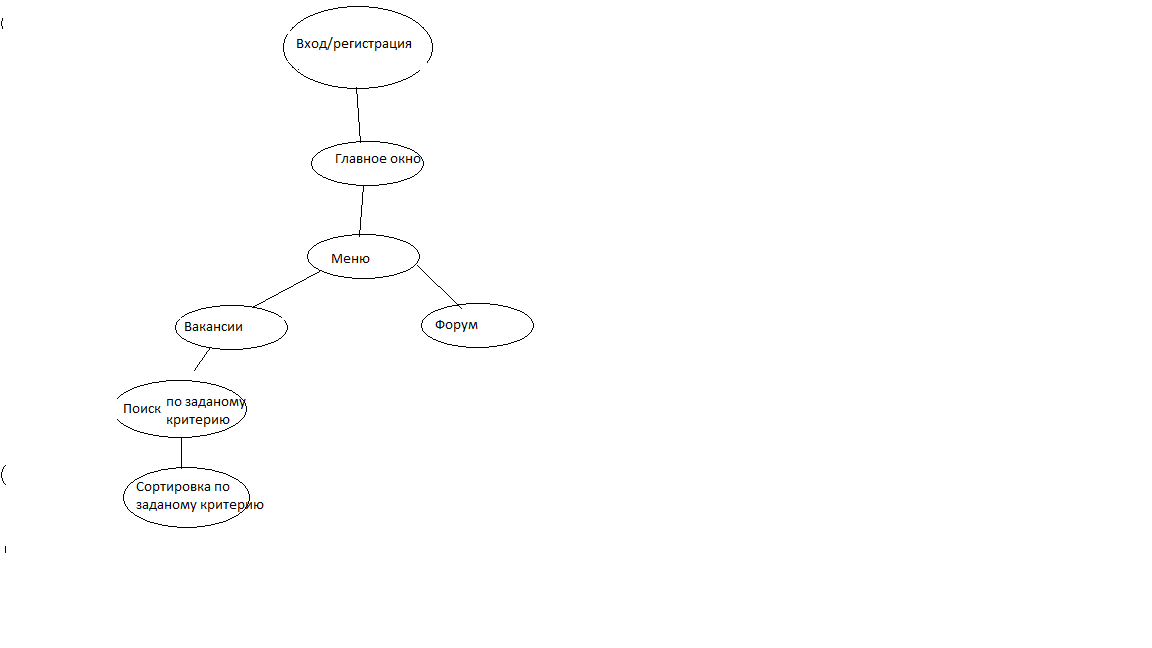 Вход/регистрация
Главное окно
Меню
Вакансии
Форум
Поиск по заданому
критерию
Сортировка по
заданому критерию